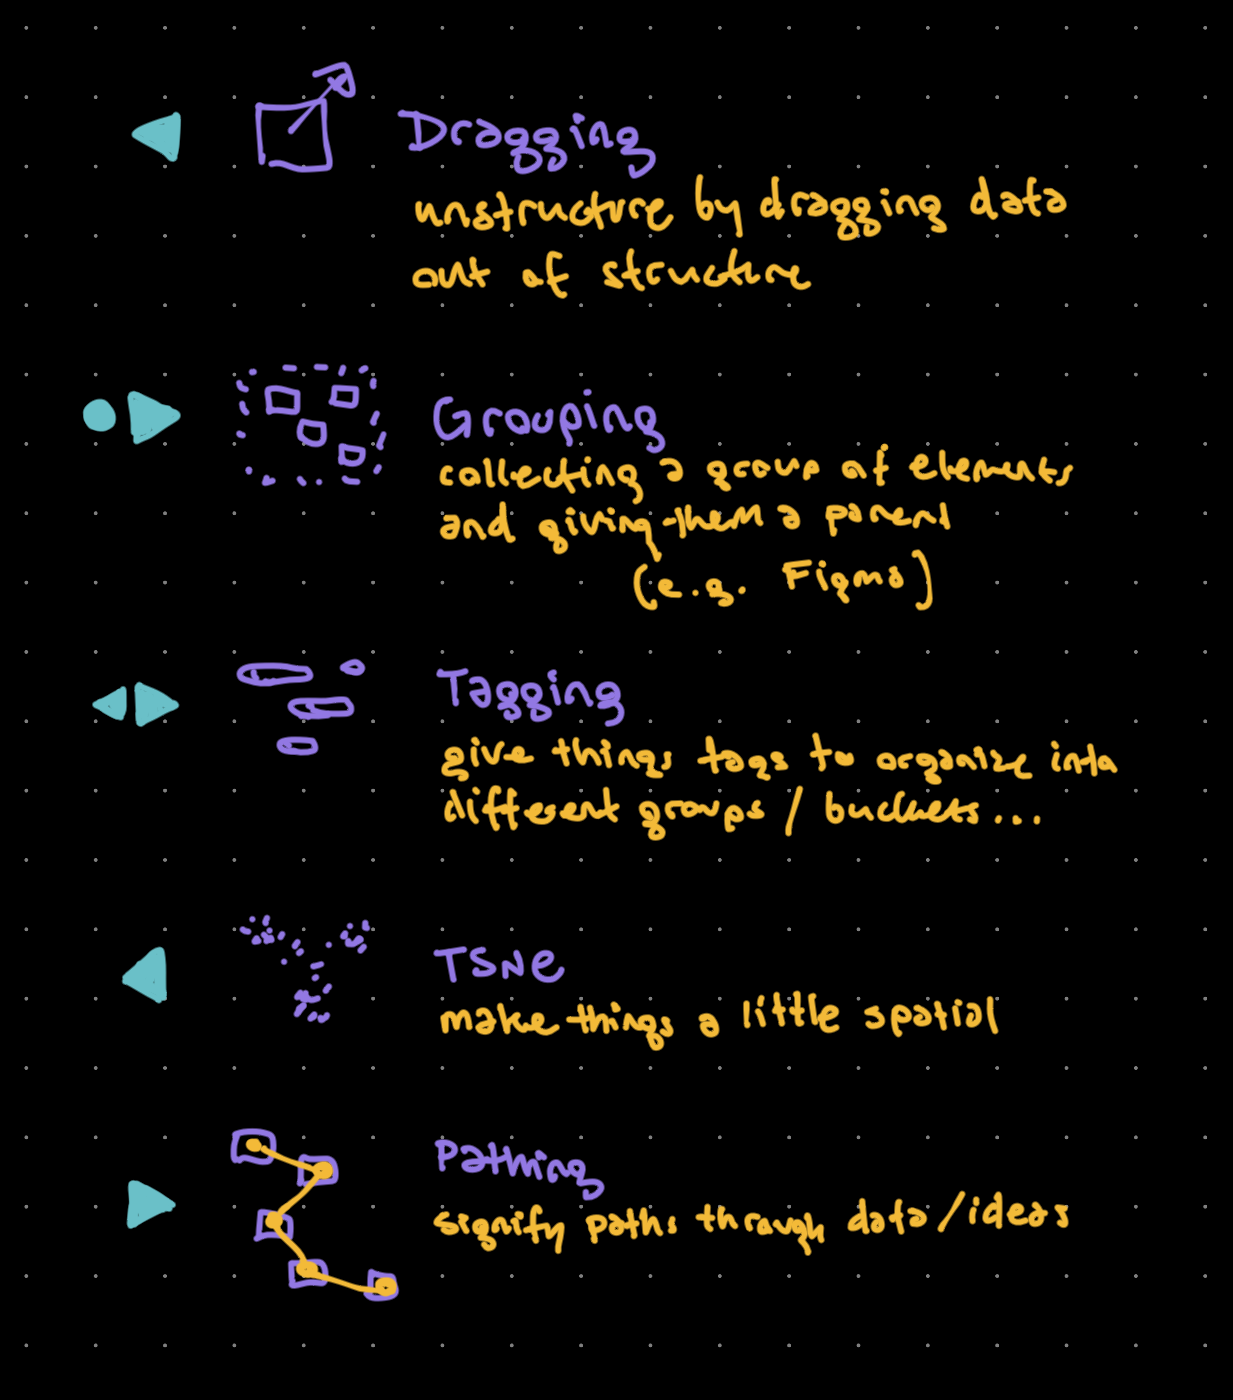 Dragging
unstructure by dragging data
out of structure
Grouping
collecting a group of elements
and giving them a parent
(e.g. Figma)
Tagging
give things tags to organize into
different groups / buckets...
TSNe
make things a little spatial
Pathing
signify paths through data/ideas